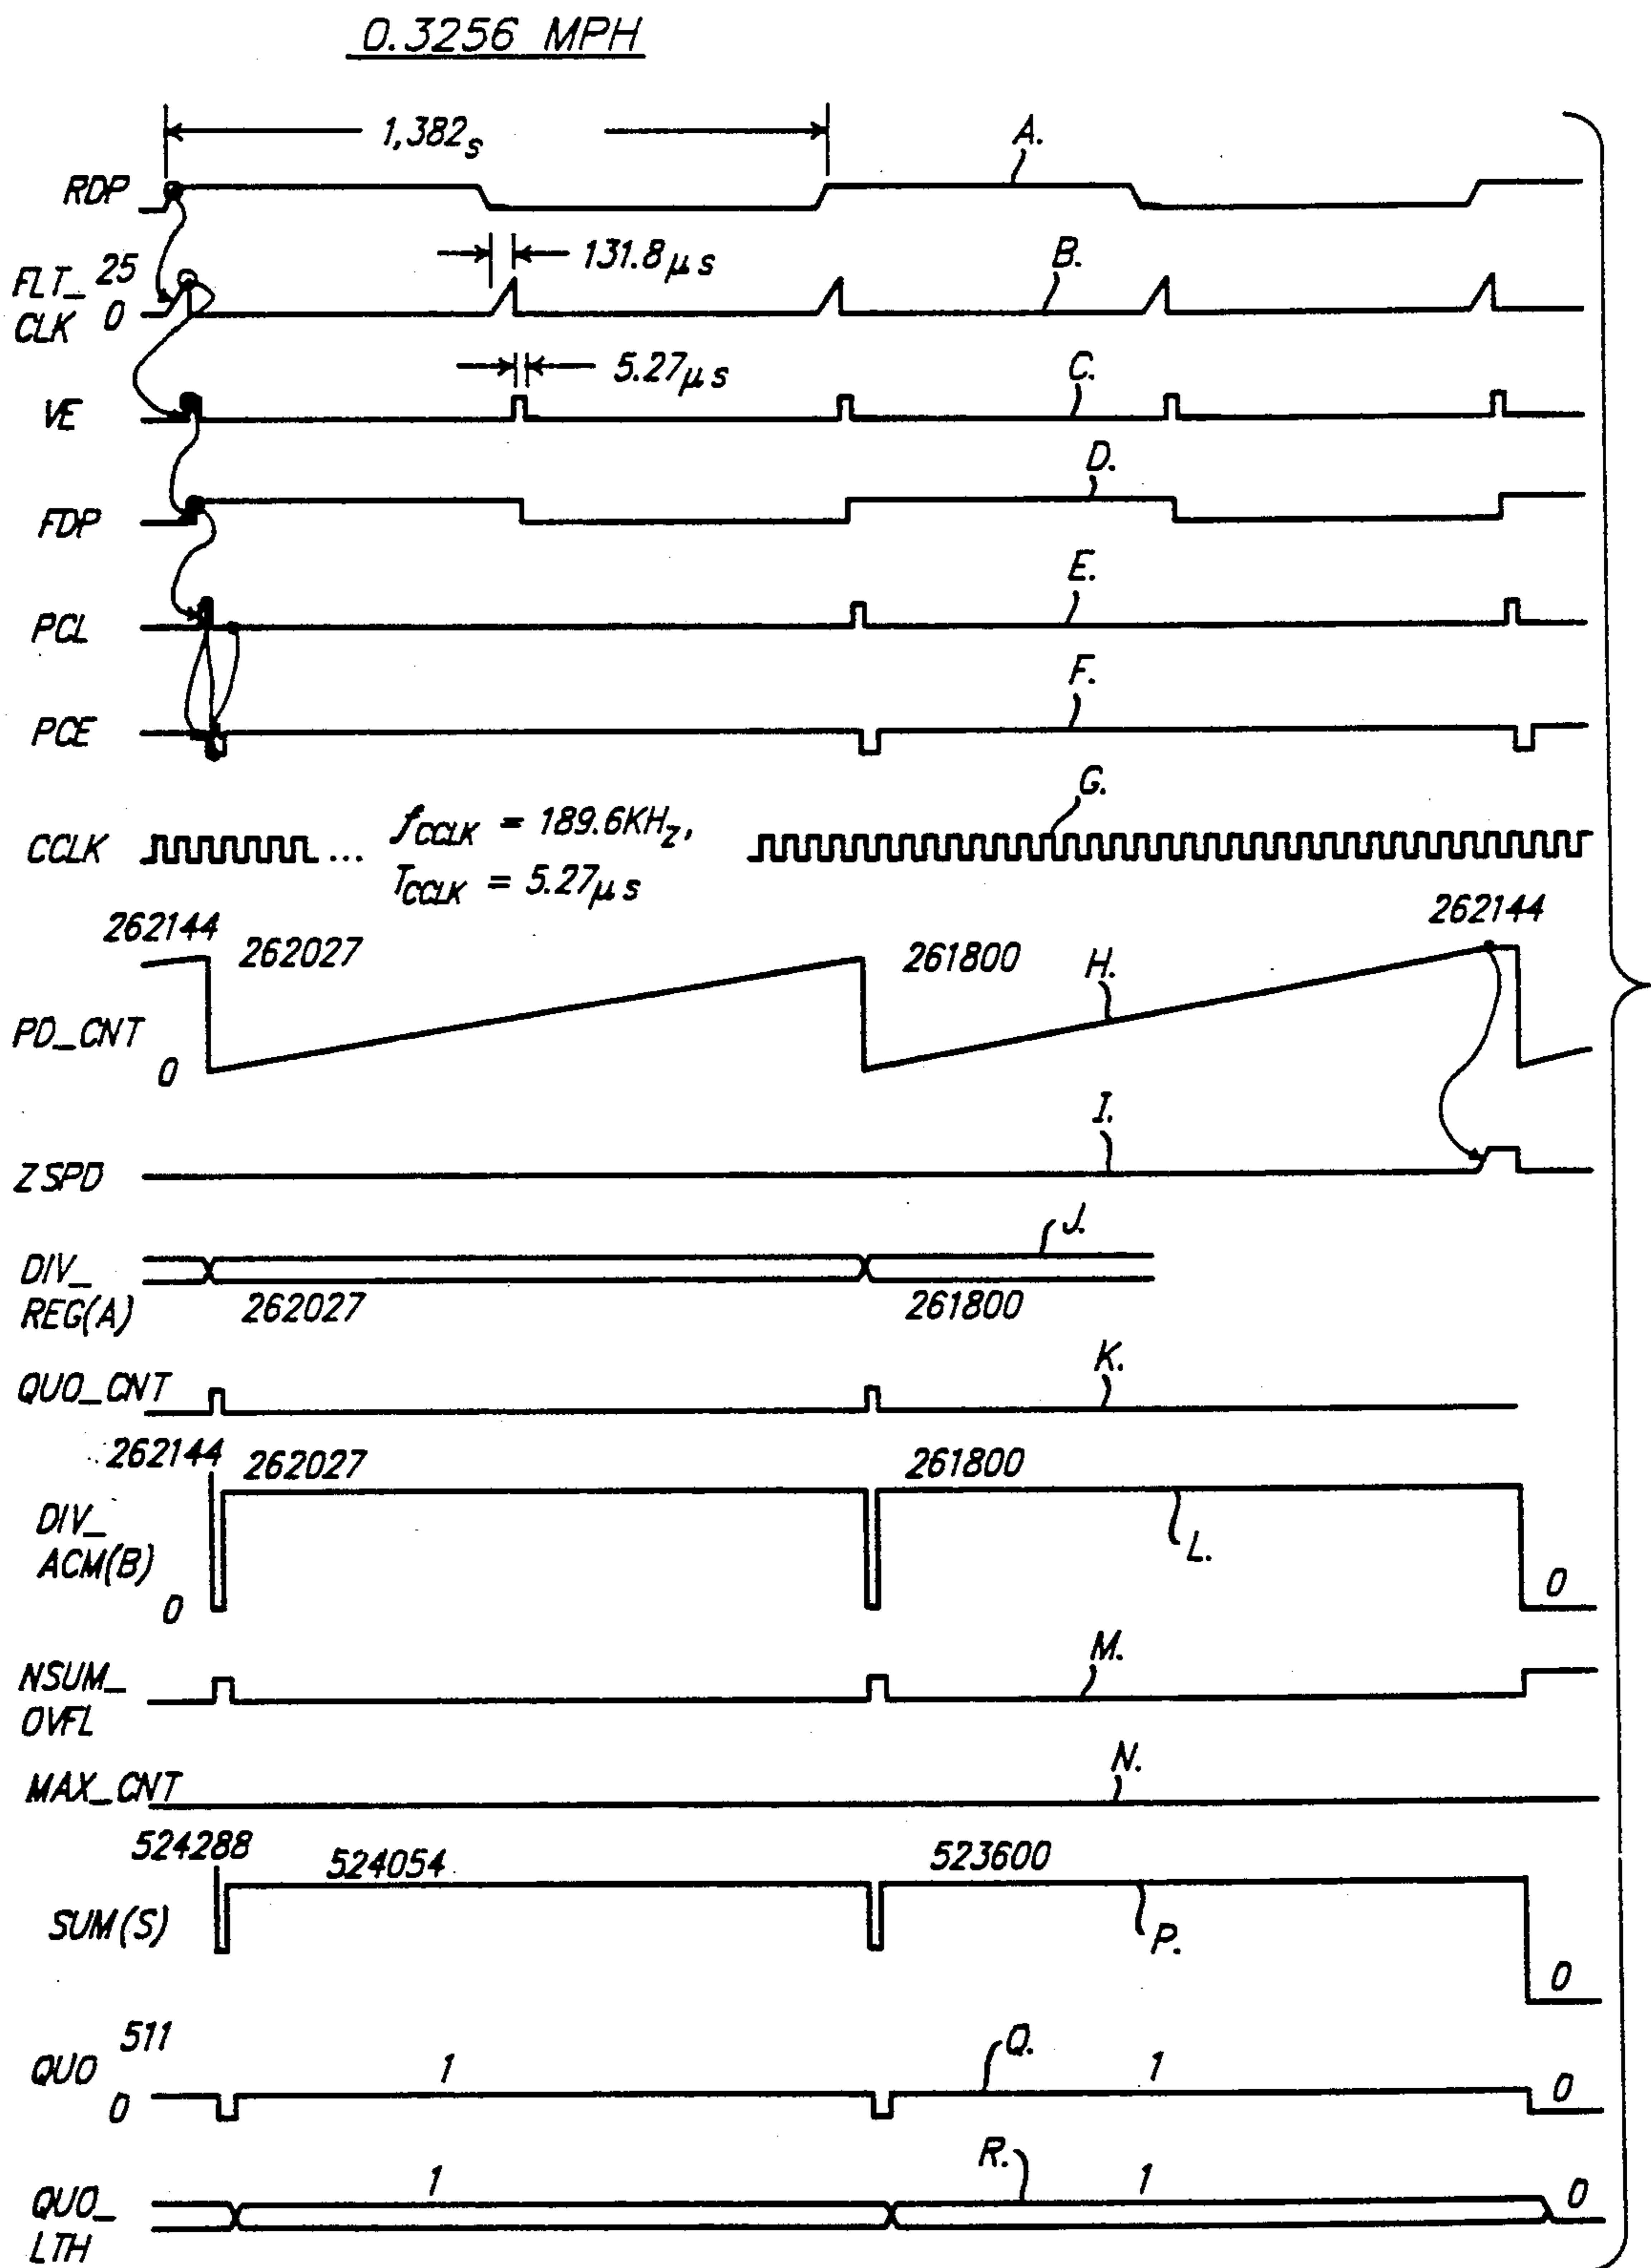 0.3256 MPH
1,382s
A.
RDP
131.8μs
B.
FLT_ 25
CLK 0
5.27μs
C.
VE
D.
FDP
E.
PCL
F.
PCE
G.
CCLK ... fCCLK = 189.6KHz,
TCCLK = 5.27μs
262144
262144
262027
261800
H.
PD_CNT
0
I.
ZSPD
J.
DIV_
REG(A)
262027
261800
K.
QUO_CNT
262144
262027
261800
DIV_
ACM(B)
L.
0
0
M.
NSUM_
OVFL
N.
MAX_CNT
524288
524054
523600
SUM(S)
P.
0
511
QUO
1
Q.
1
0
0
R.
1
1
0
QUO_
LTH